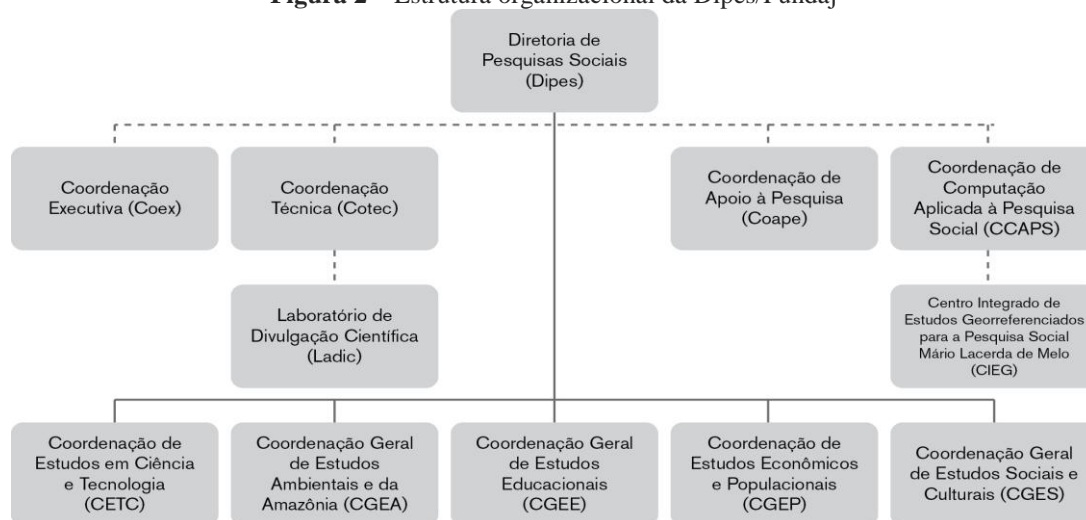 Figura 2 – Estrutura organizacional da Dipes/Fundaj
Diretoria de
Pesquisas Sociais
(Dipes)
Coordenação
Executiva (Coex)
Coordenação
Técnica (Cotec)
Coordenação de
Apoio à Pesquisa
(Coape)
Coordenação de
Computação
Aplicada à Pesquisa
Social (CCAPS)
Laboratório de
Divulgação Científica
(Ladic)
Centro Integrado de
Estudos Georreferenciados
para a Pesquisa Social
Mário Lacerda de Melo
(CIEG)
Coordenação de
Estudos em Ciência
e Tecnologia
(CETC)
Coordenação Geral
de Estudos
Ambientais e da
Amazônia (CGEA)
Coordenação Geral
de Estudos
Educacionais
(CGEE)
Coordenação de
Estudos Econômicos
e Populacionais
(CGEP)
Coordenação Geral
de Estudos Sociais e
Culturais (CGES)